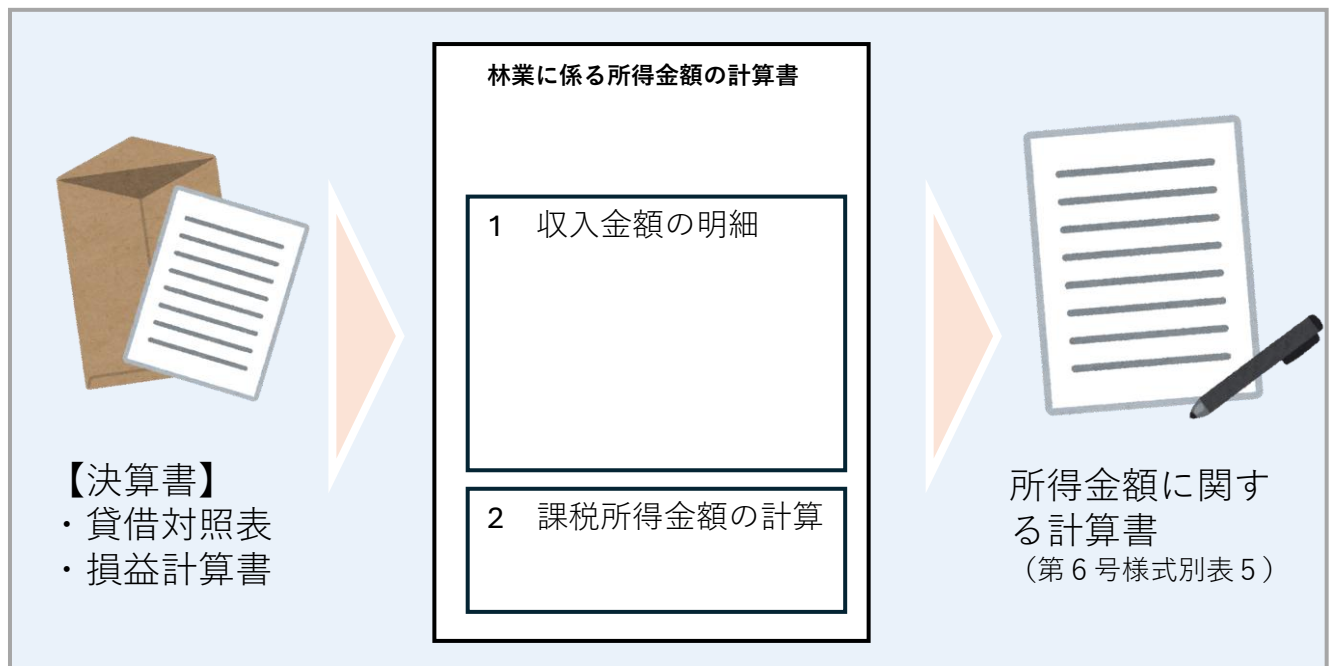 林業に係る所得金額の計算書
1 収入金額の明細
2 課税所得金額の計算
【決算書】
・貸借対照表
・損益計算書
所得金額に関す
る計算書
（第６号様式別表５）